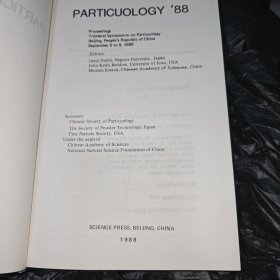 PARTICUOLOGY '88
Proceedings
Trilateral Symposium on Particuology
Beijing, People's Republic of China
September 5 to 9, 1988
Editors:
Genji Jimbo, Nagoya University, Japan
John Keith Beddow, University of Iowa, USA
Mooson Kwauk, Chinese Academy of Sciences, China
Sponsors:
Chinese Society of Particuology
The Society of Powder Technology, Japan
Fine Particle Society, USA
Under the aegis of
Chinese Academy of Sciences
National Natural Science Foundation of China
SCIENCE PRESS, BEIJING, CHINA
1988